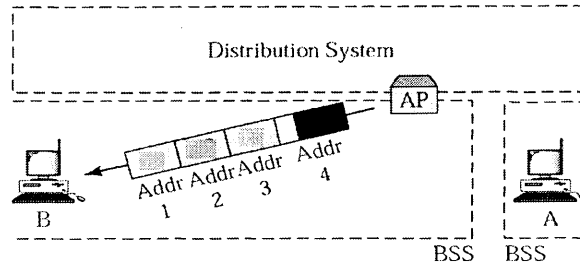 Distribution System
AP
Addr Addr Addr Addr
1 2 3 4
B
A
BSS BSS